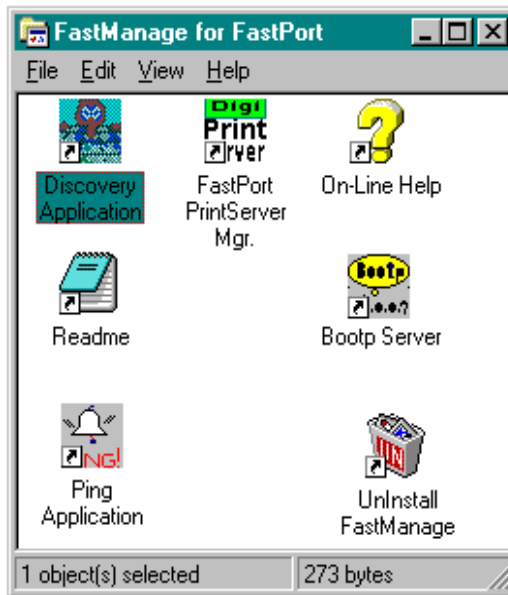 FastManage for FastPort
File Edit View Help
Digi
Print
rver
Discovery
Application
FastPort
PrintServer
Mgr.
On-Line Help
Readme
Bootp
..e.?
Bootp Server
NG!
Ping
Application
UN
UnInstall
FastManage
1 object(s) selected
273 bytes